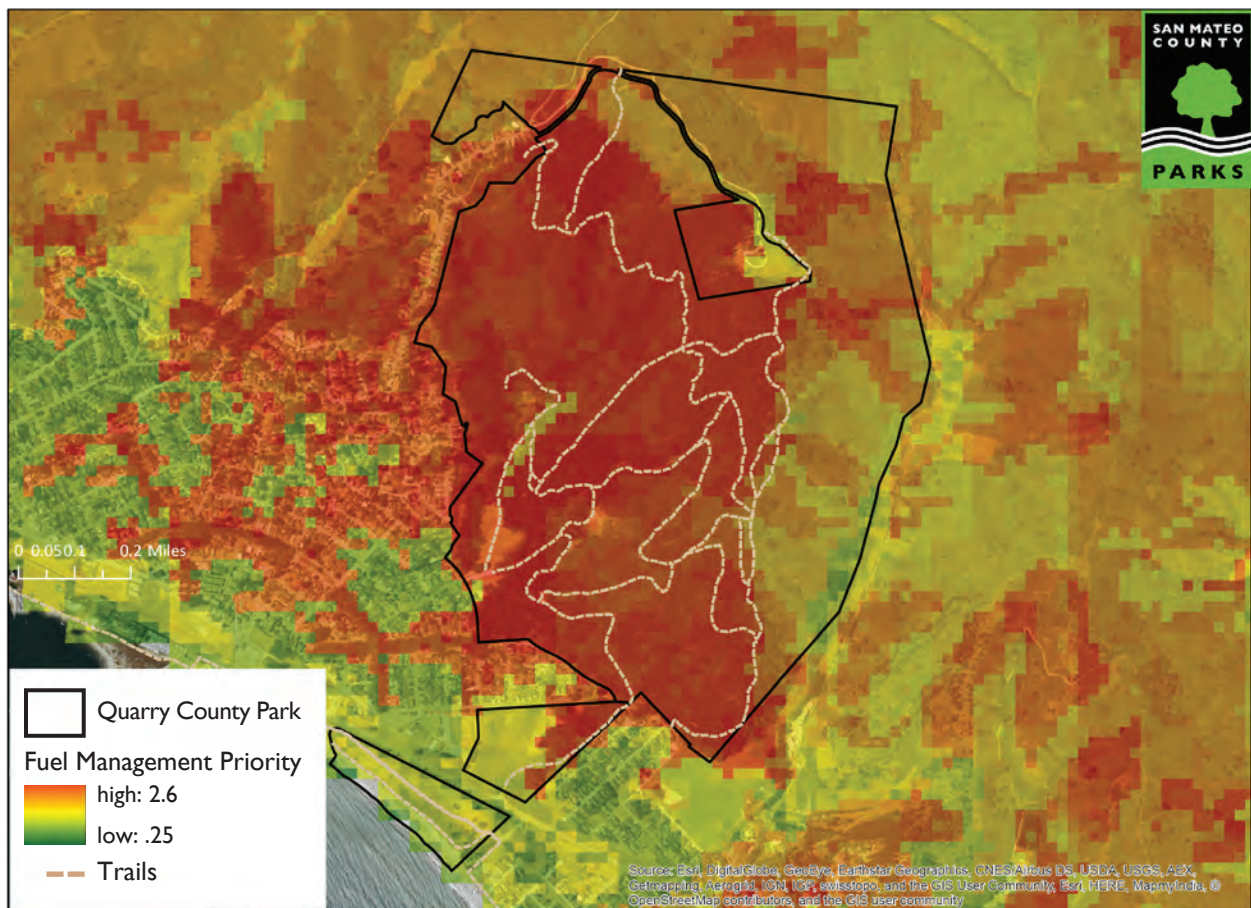 SAN MATEO
COUNTY
PARKS
0 0.05 0.1 0.2 Miles
Quarry County Park
Fuel Management Priority
high: 2.6
low: .25
Trails
Source: Esri, DigitalGlobe, GeoEye, Earthstar Geographics, CNES/Airbus DS, USDA, USGS, AEX,
Getmapping, Aerogrid, IGN, IGP, swisstopo, and the GIS User Community, Esri, HERE, MapmyIndia, ©
OpenStreetMap contributors, and the GIS user community